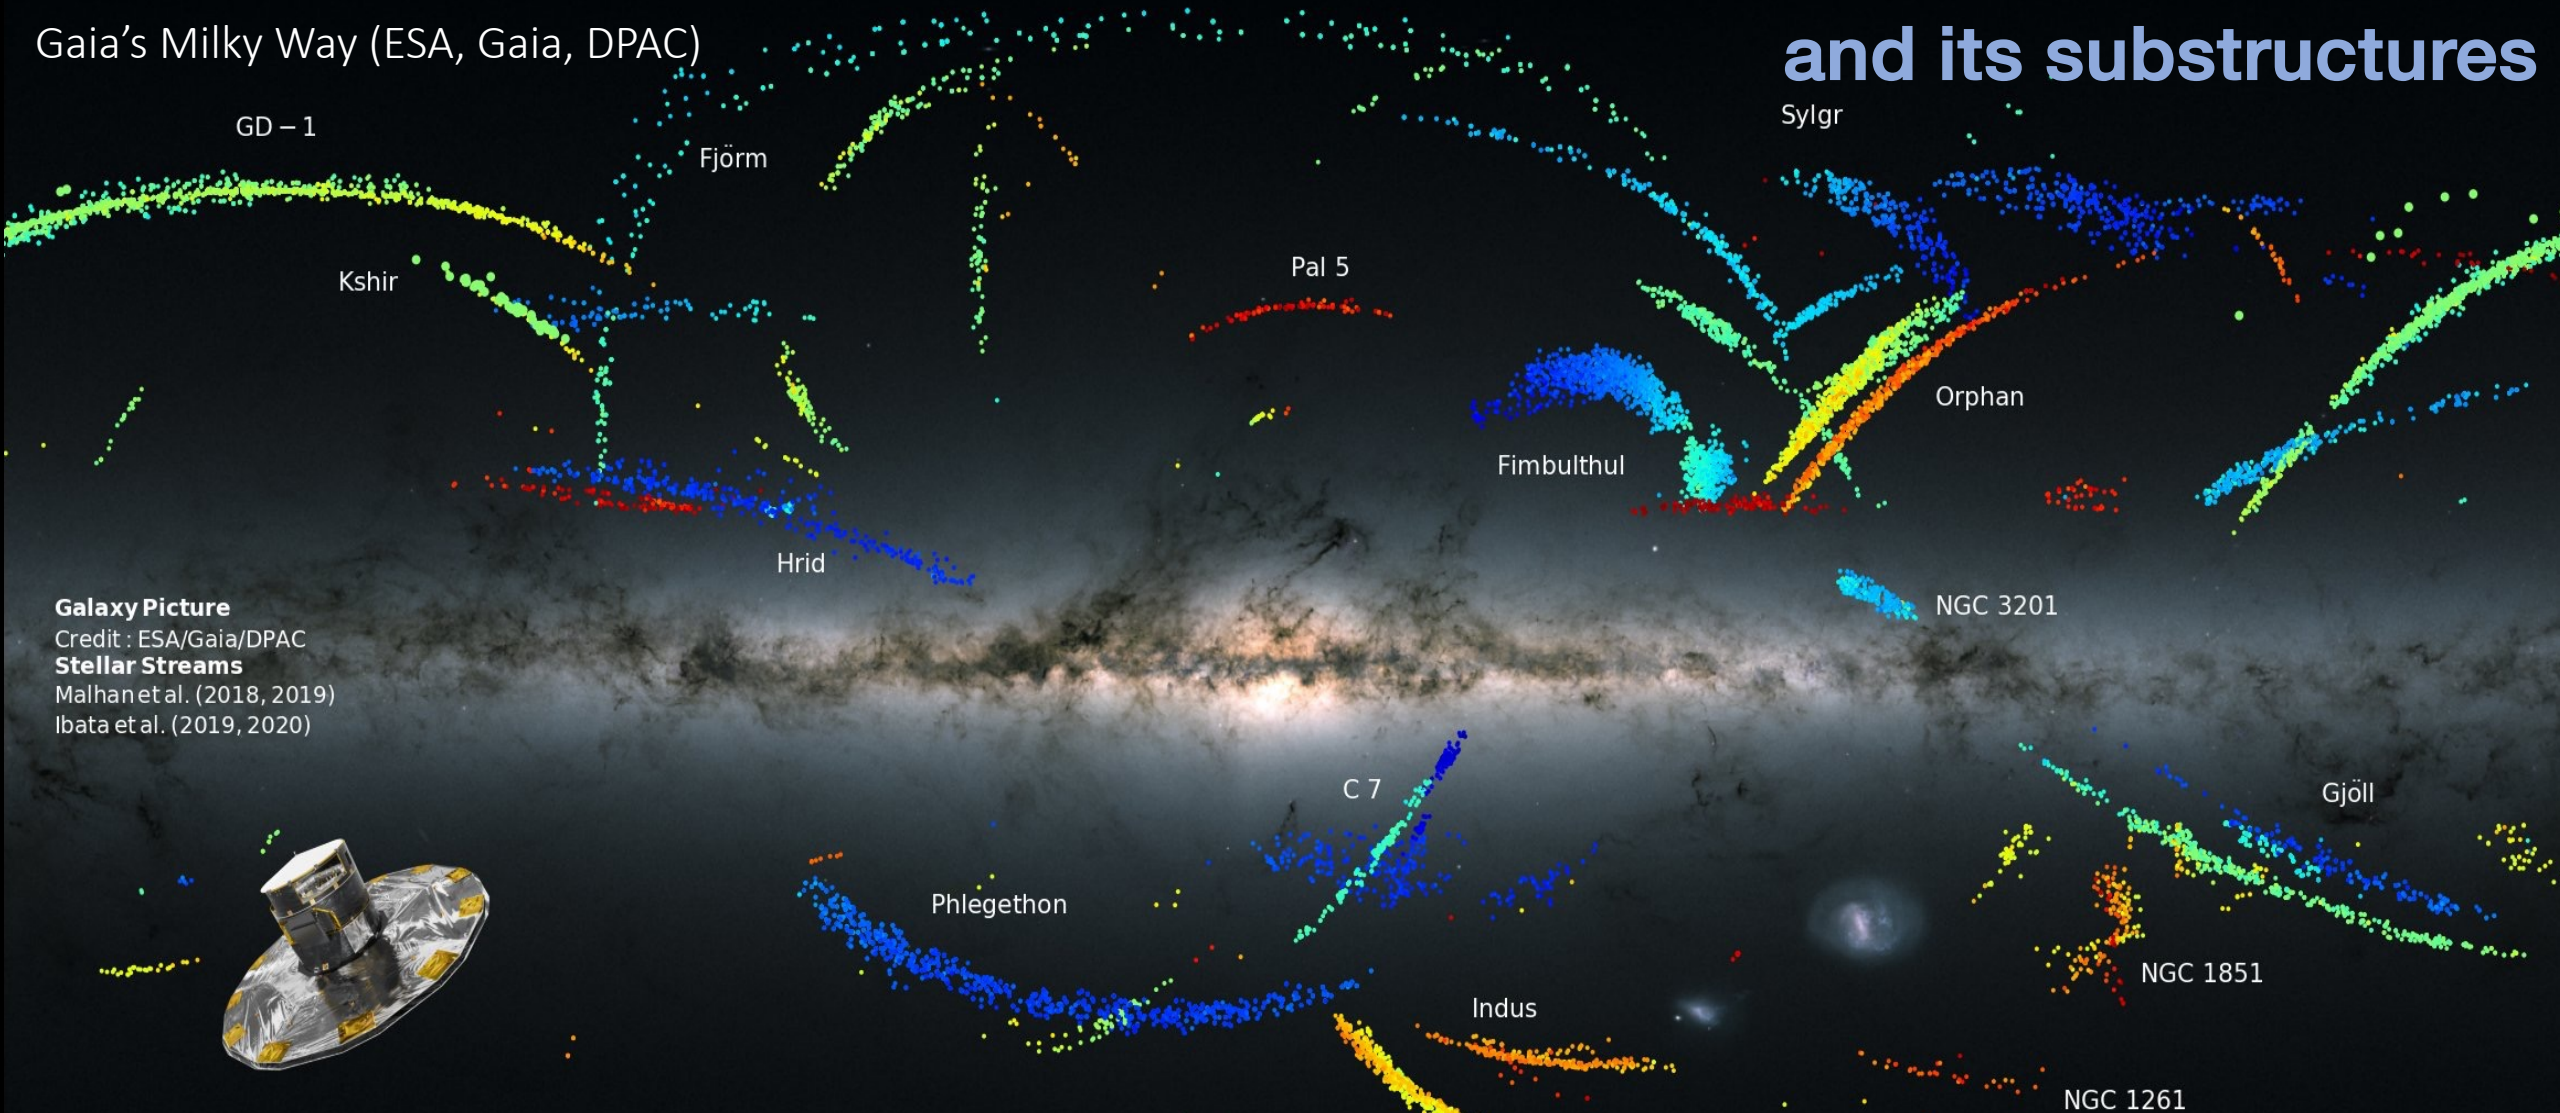 Gaia's Milky Way (ESA, Gaia, DPAC)
and its substructures
Sylgr
GD – 1
Fjörm
Kshir
Pal 5
Orphan
Fimbulthul
Hrid
NGC 3201
Galaxy Picture
Credit : ESA/Gaia/DPAC
Stellar Streams
Malhan et al. (2018, 2019)
Ibata et al. (2019, 2020)
C 7
Gjöll
Phlegethon
NGC 1851
Indus
NGC 1261